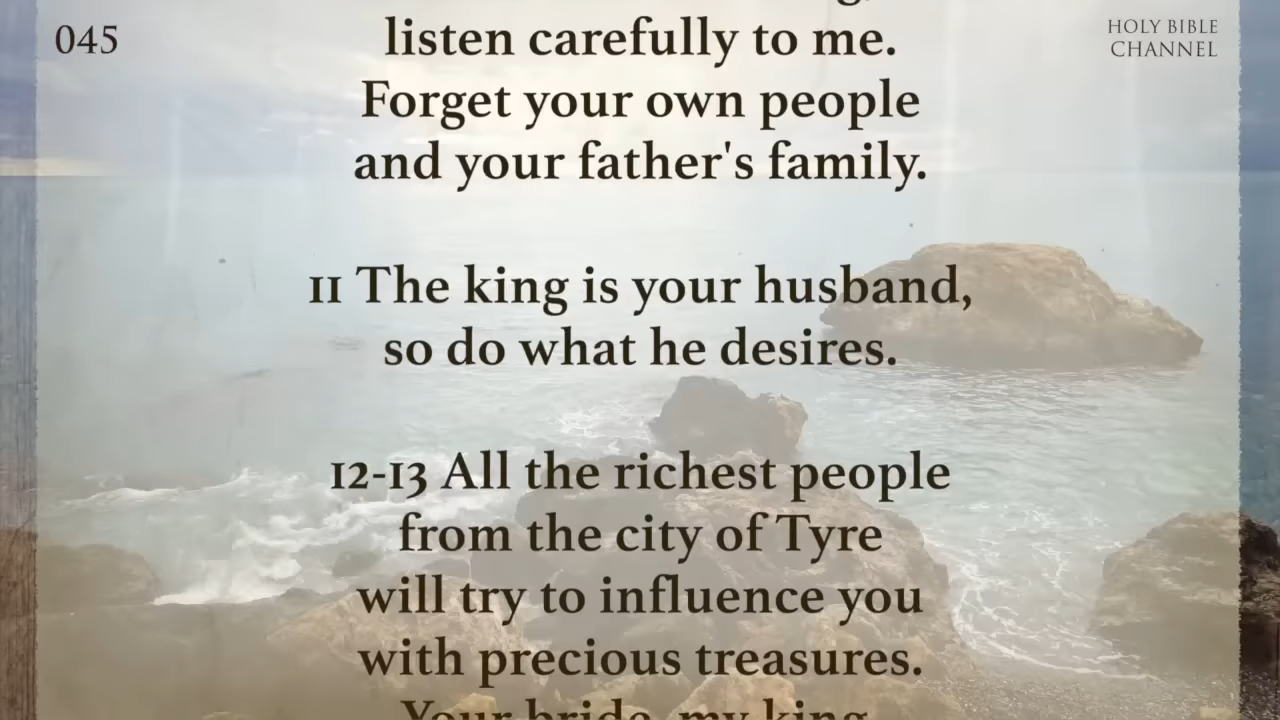 045
HOLY BIBLE
CHANNEL
listen carefully to me.
Forget your own people
and your father's family.
11 The king is your husband,
so do what he desires.
12-13 All the richest people
from the city of Tyre
will try to influence you
with precious treasures.
Your bride, my king